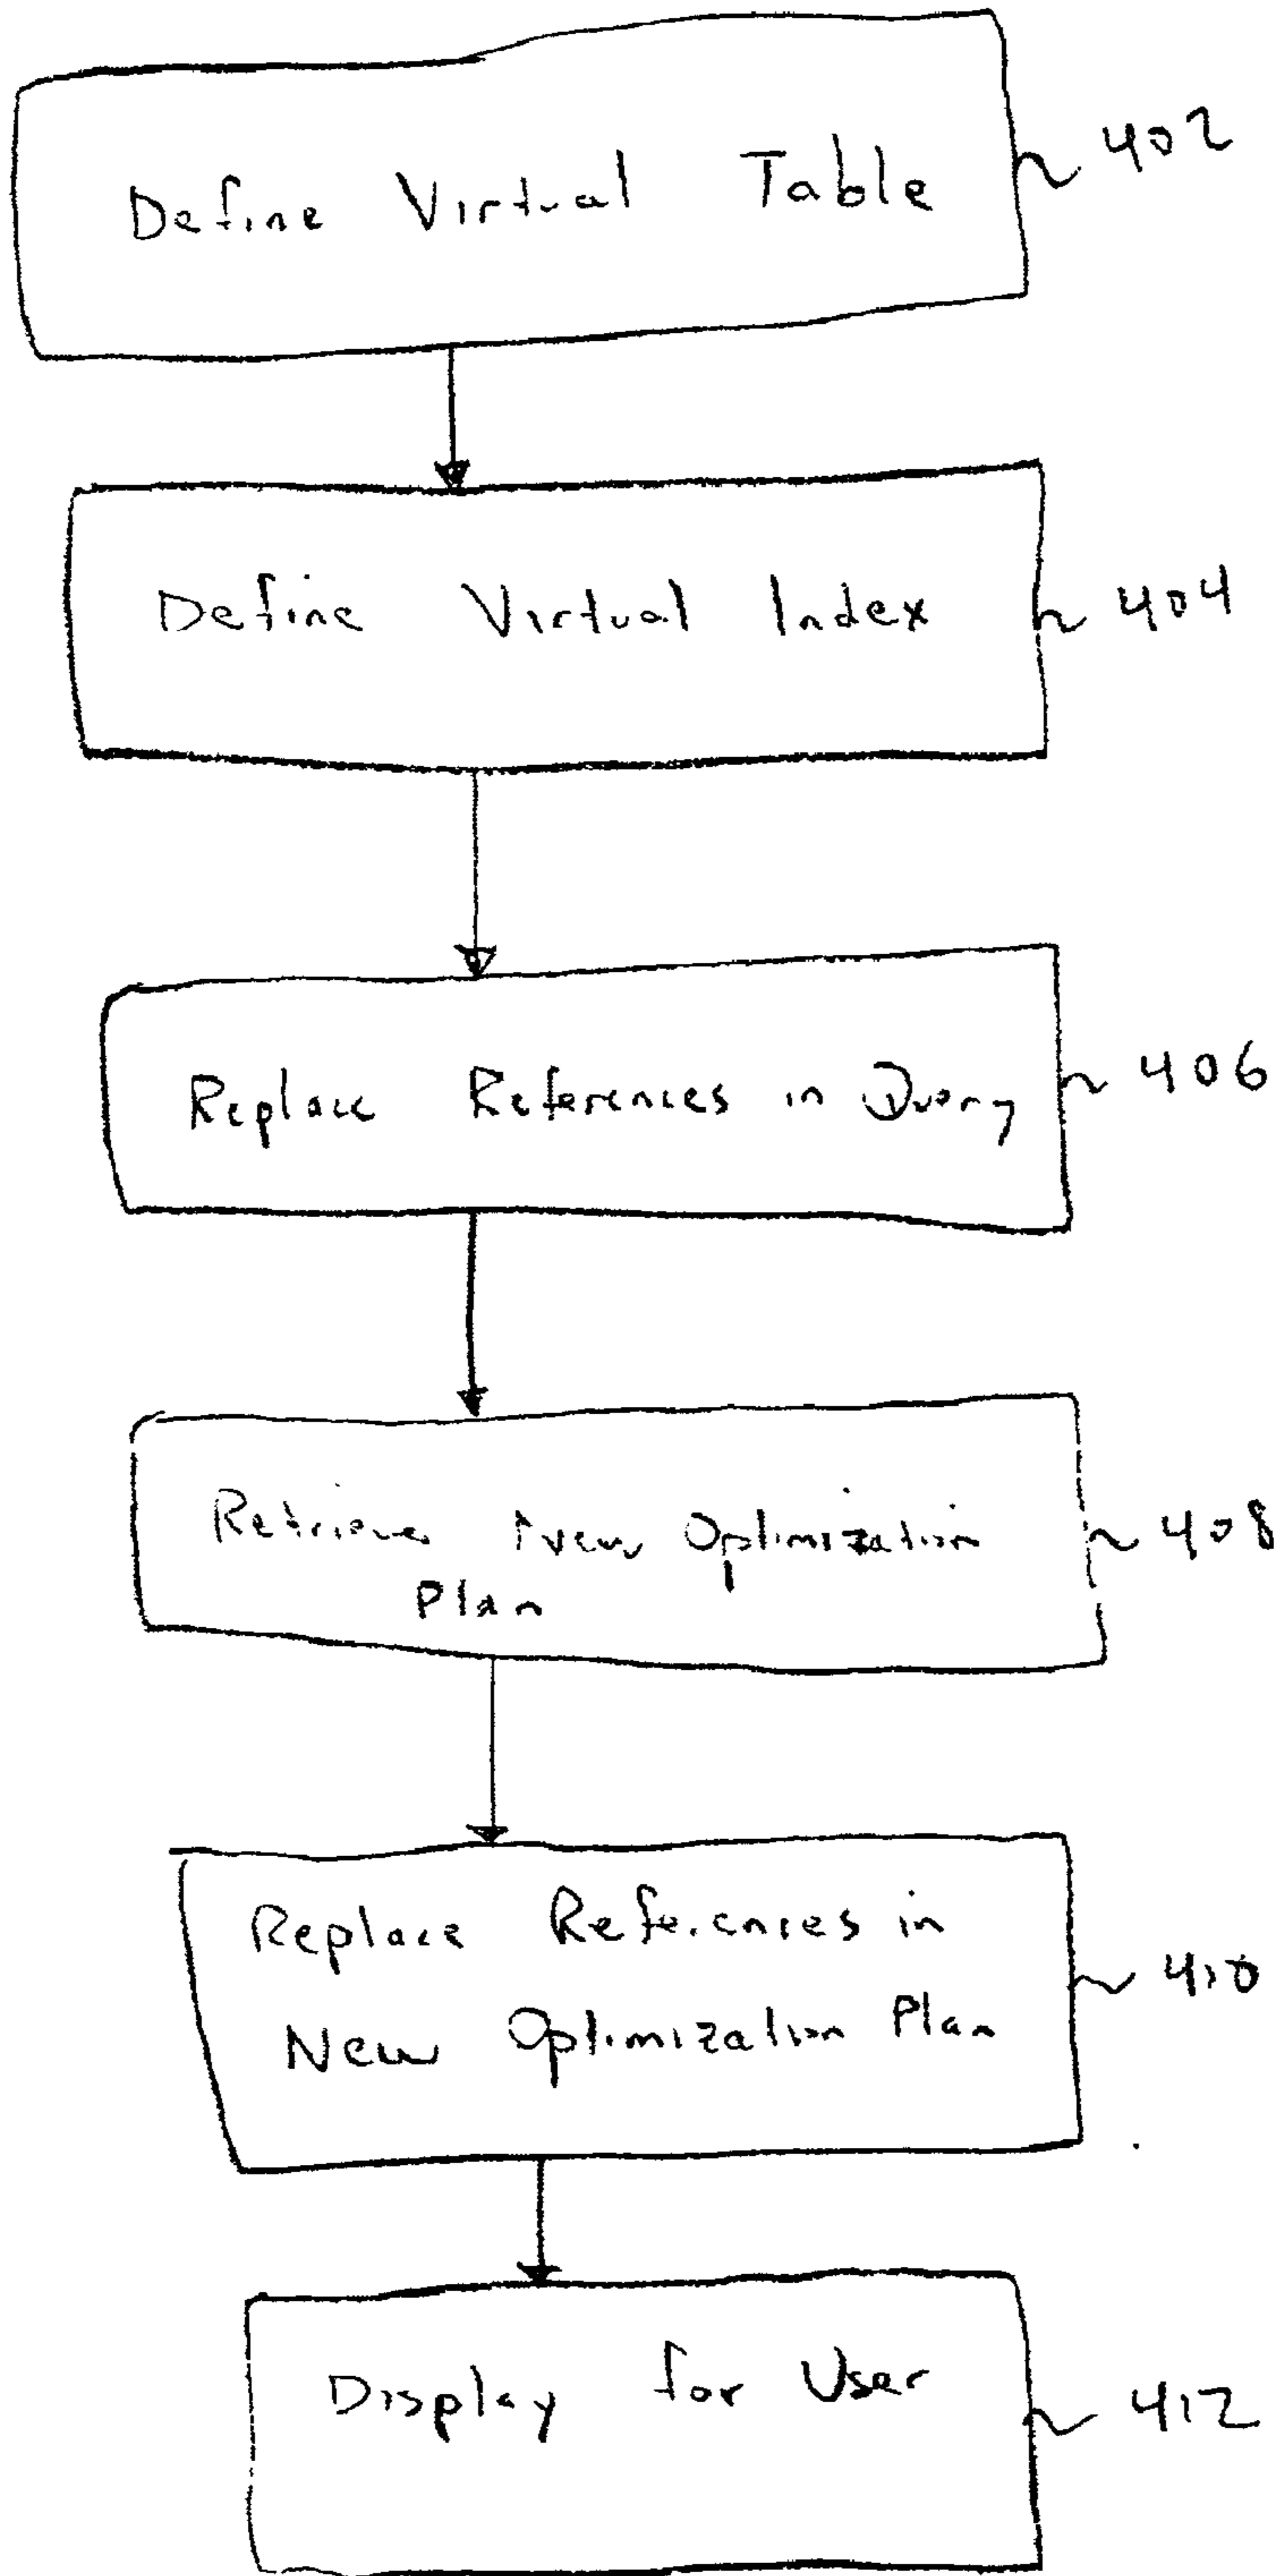 Define Virtual Table
402
Define Virtual Index
404
Replace References in Query
406
Retrieve New Optimization
Plan
408
Replace References in
New Optimization Plan
410
Display for User
412